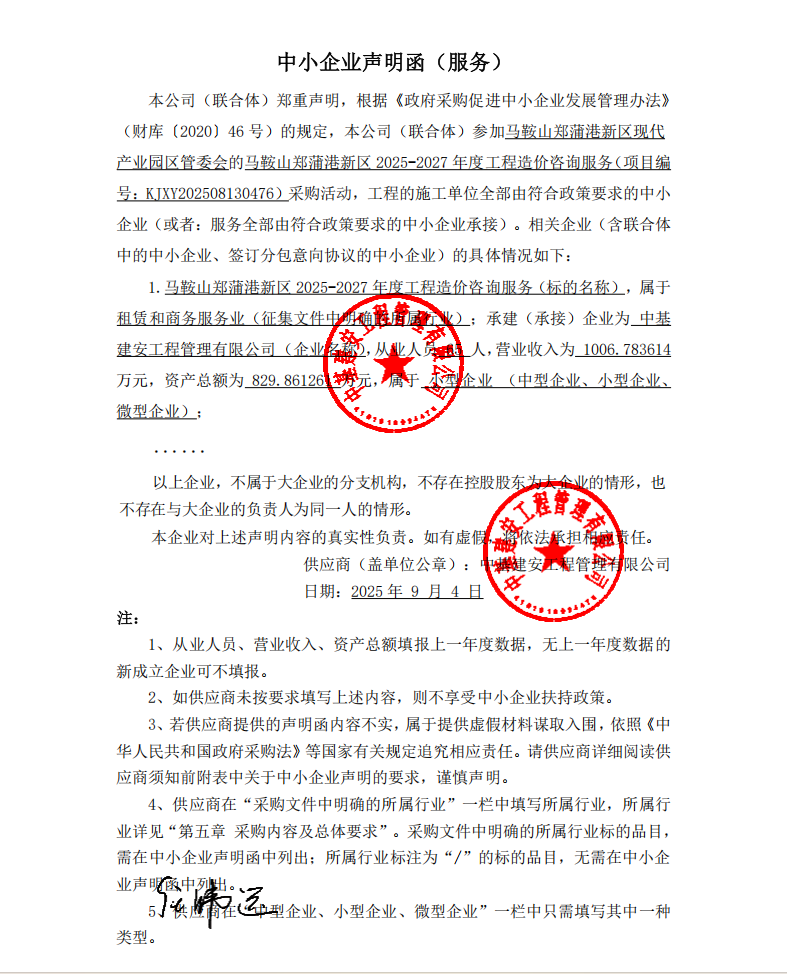 中小企业声明函（服务）
本公司（联合体）郑重声明，根据《政府采购促进中小企业发展管理办法》
（财库〔2020〕46 号）的规定，本公司（联合体）参加马鞍山郑蒲港新区现代
产业园区管委会的马鞍山郑蒲港新区 2025-2027 年度工程造价咨询服务（项目编
号：KJXY202508130476）采购活动，工程的施工单位全部由符合政策要求的中小
企业（或者：服务全部由符合政策要求的中小企业承接）。相关企业（含联合体
中的中小企业、签订分包意向协议的中小企业）的具体情况如下：
1.马鞍山郑蒲港新区 2025-2027 年度工程造价咨询服务（标的名称），属于
租赁和商务服务业（征集文件中明确的所属行业）；承建（承接）企业为 中基
建安工程管理有限公司（企业名称），从业人员 人，营业收入为 1006.783614
万元，资产总额为 829.86126 万元，属于 小型企业 （中型企业、小型企业、
微型企业）；
......
以上企业，不属于大企业的分支机构，不存在控股股东为大企业的情形，也
不存在与大企业的负责人为同一人的情形。
本企业对上述声明内容的真实性负责。如有虚假，将依法承担相应责任。
供应商（盖单位公章）：中基建安工程管理有限公司
日期：2025 年 9 月 4 日
中基建安工程管理有限公司
中基建安工程管理有限公司
注：
1、从业人员、营业收入、资产总额填报上一年度数据，无上一年度数据的
新成立企业可不填报。
2、如供应商未按要求填写上述内容，则不享受中小企业扶持政策。
3、若供应商提供的声明函内容不实，属于提供虚假材料谋取入围，依照《中
华人民共和国政府采购法》等国家有关规定追究相应责任。请供应商详细阅读供
应商须知前附表中关于中小企业声明的要求，谨慎声明。
4、供应商在“采购文件中明确的所属行业”一栏中填写所属行业，所属行
业详见“第五章 采购内容及总体要求”。采购文件中明确的所属行业标的品目，
需在中小企业声明函中列出；所属行业标注为“/”的标的品目，无需在中小企
业声明函中列出。
5、供应商在“中型企业、小型企业、微型企业”一栏中只需填写其中一种
类型。